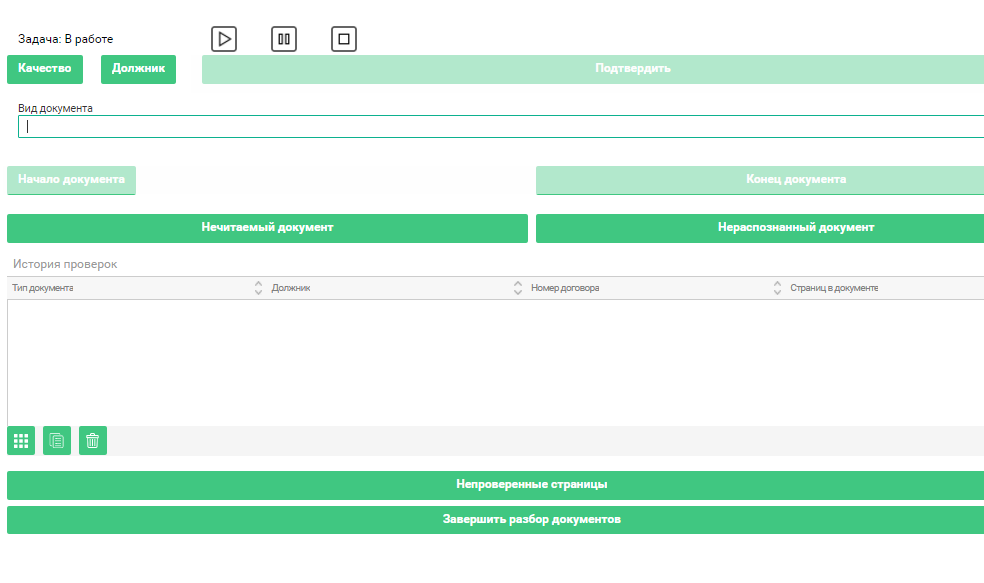 Задача: В работе
Качество Должник Подтвердить
Вид документа
Начало документа Конец документа
Нечитаемый документ Нераспознанный документ
История проверок
Тип документа Должник Номер договора Страниц в документе
Непроверенные страницы
Завершить разбор документов